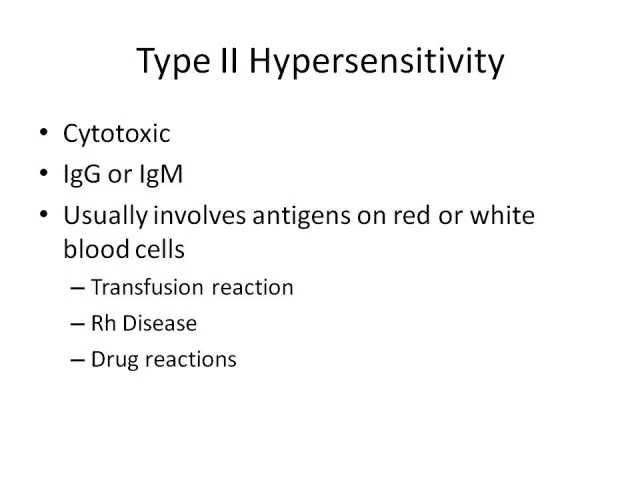 Type II Hypersensitivity
• Cytotoxic
• IgG or IgM
• Usually involves antigens on red or white
blood cells
– Transfusion reaction
– Rh Disease
– Drug reactions